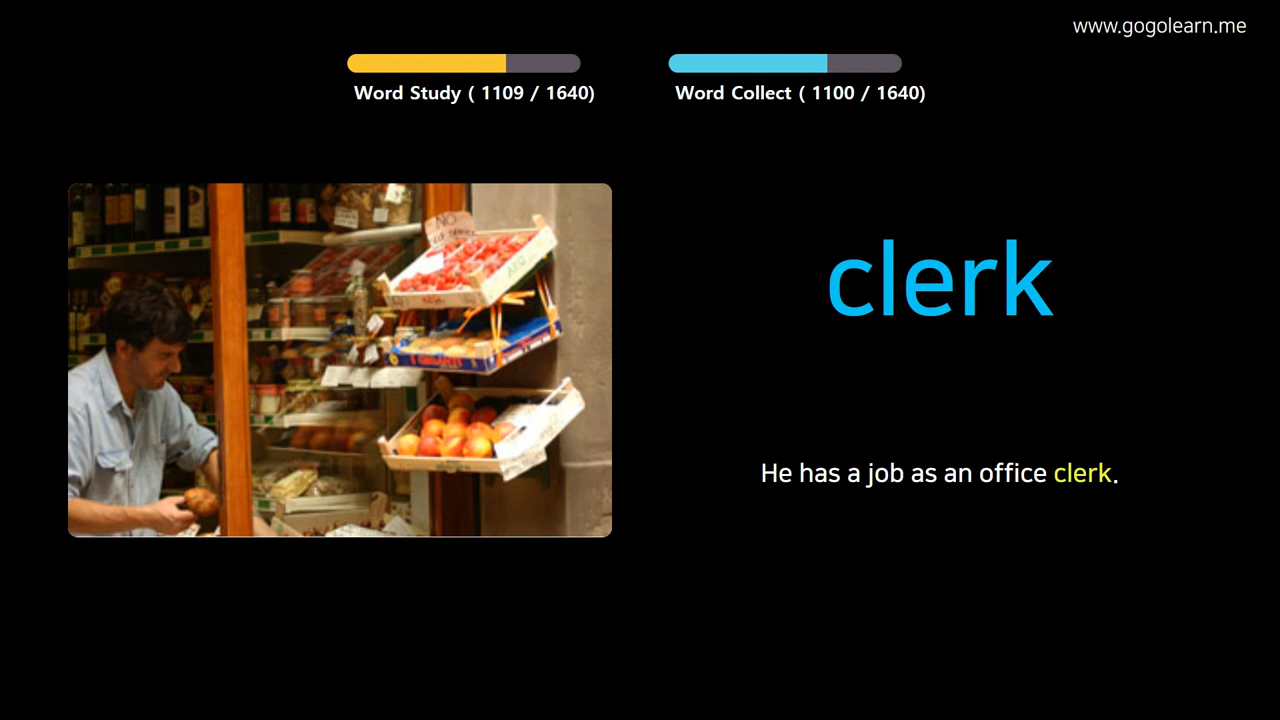 www.gogolearn.me
Word Study ( 1109 / 1640)
Word Collect ( 1100 / 1640)
NO
clerk
He has a job as an office clerk.